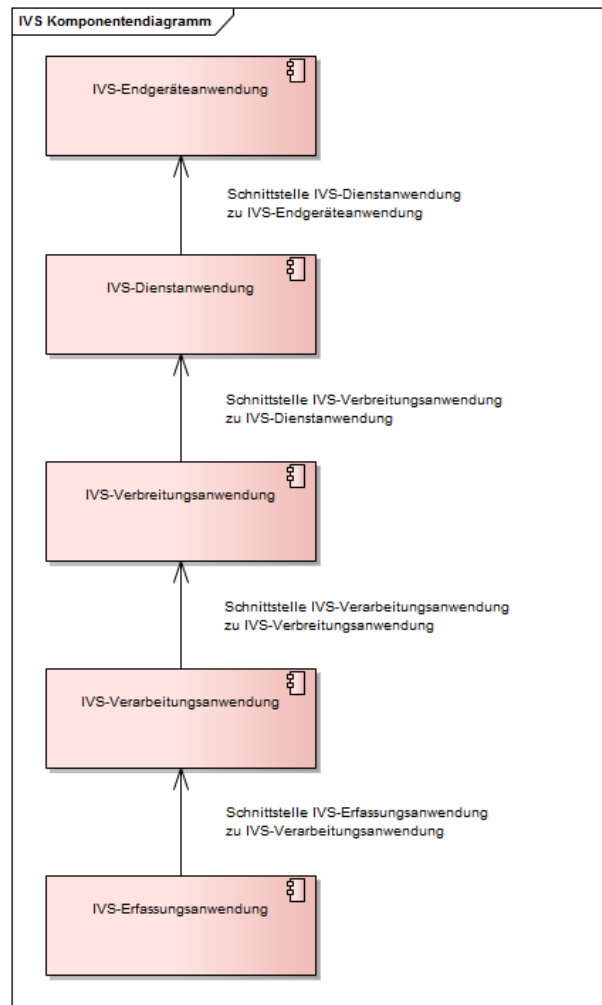 IVS Komponentendiagramm
IVS-Endgeräteanwendung
Schnittstelle IVS-Dienstanwendung
zu IVS-Endgeräteanwendung
IVS-Dienstanwendung
Schnittstelle IVS-Verbreitungsanwendung
zu IVS-Dienstanwendung
IVS-Verbreitungsanwendung
Schnittstelle IVS-Verarbeitungsanwendung
zu IVS-Verbreitungsanwendung
IVS-Verarbeitungsanwendung
Schnittstelle IVS-Erfassungsanwendung
zu IVS-Verarbeitungsanwendung
IVS-Erfassungsanwendung